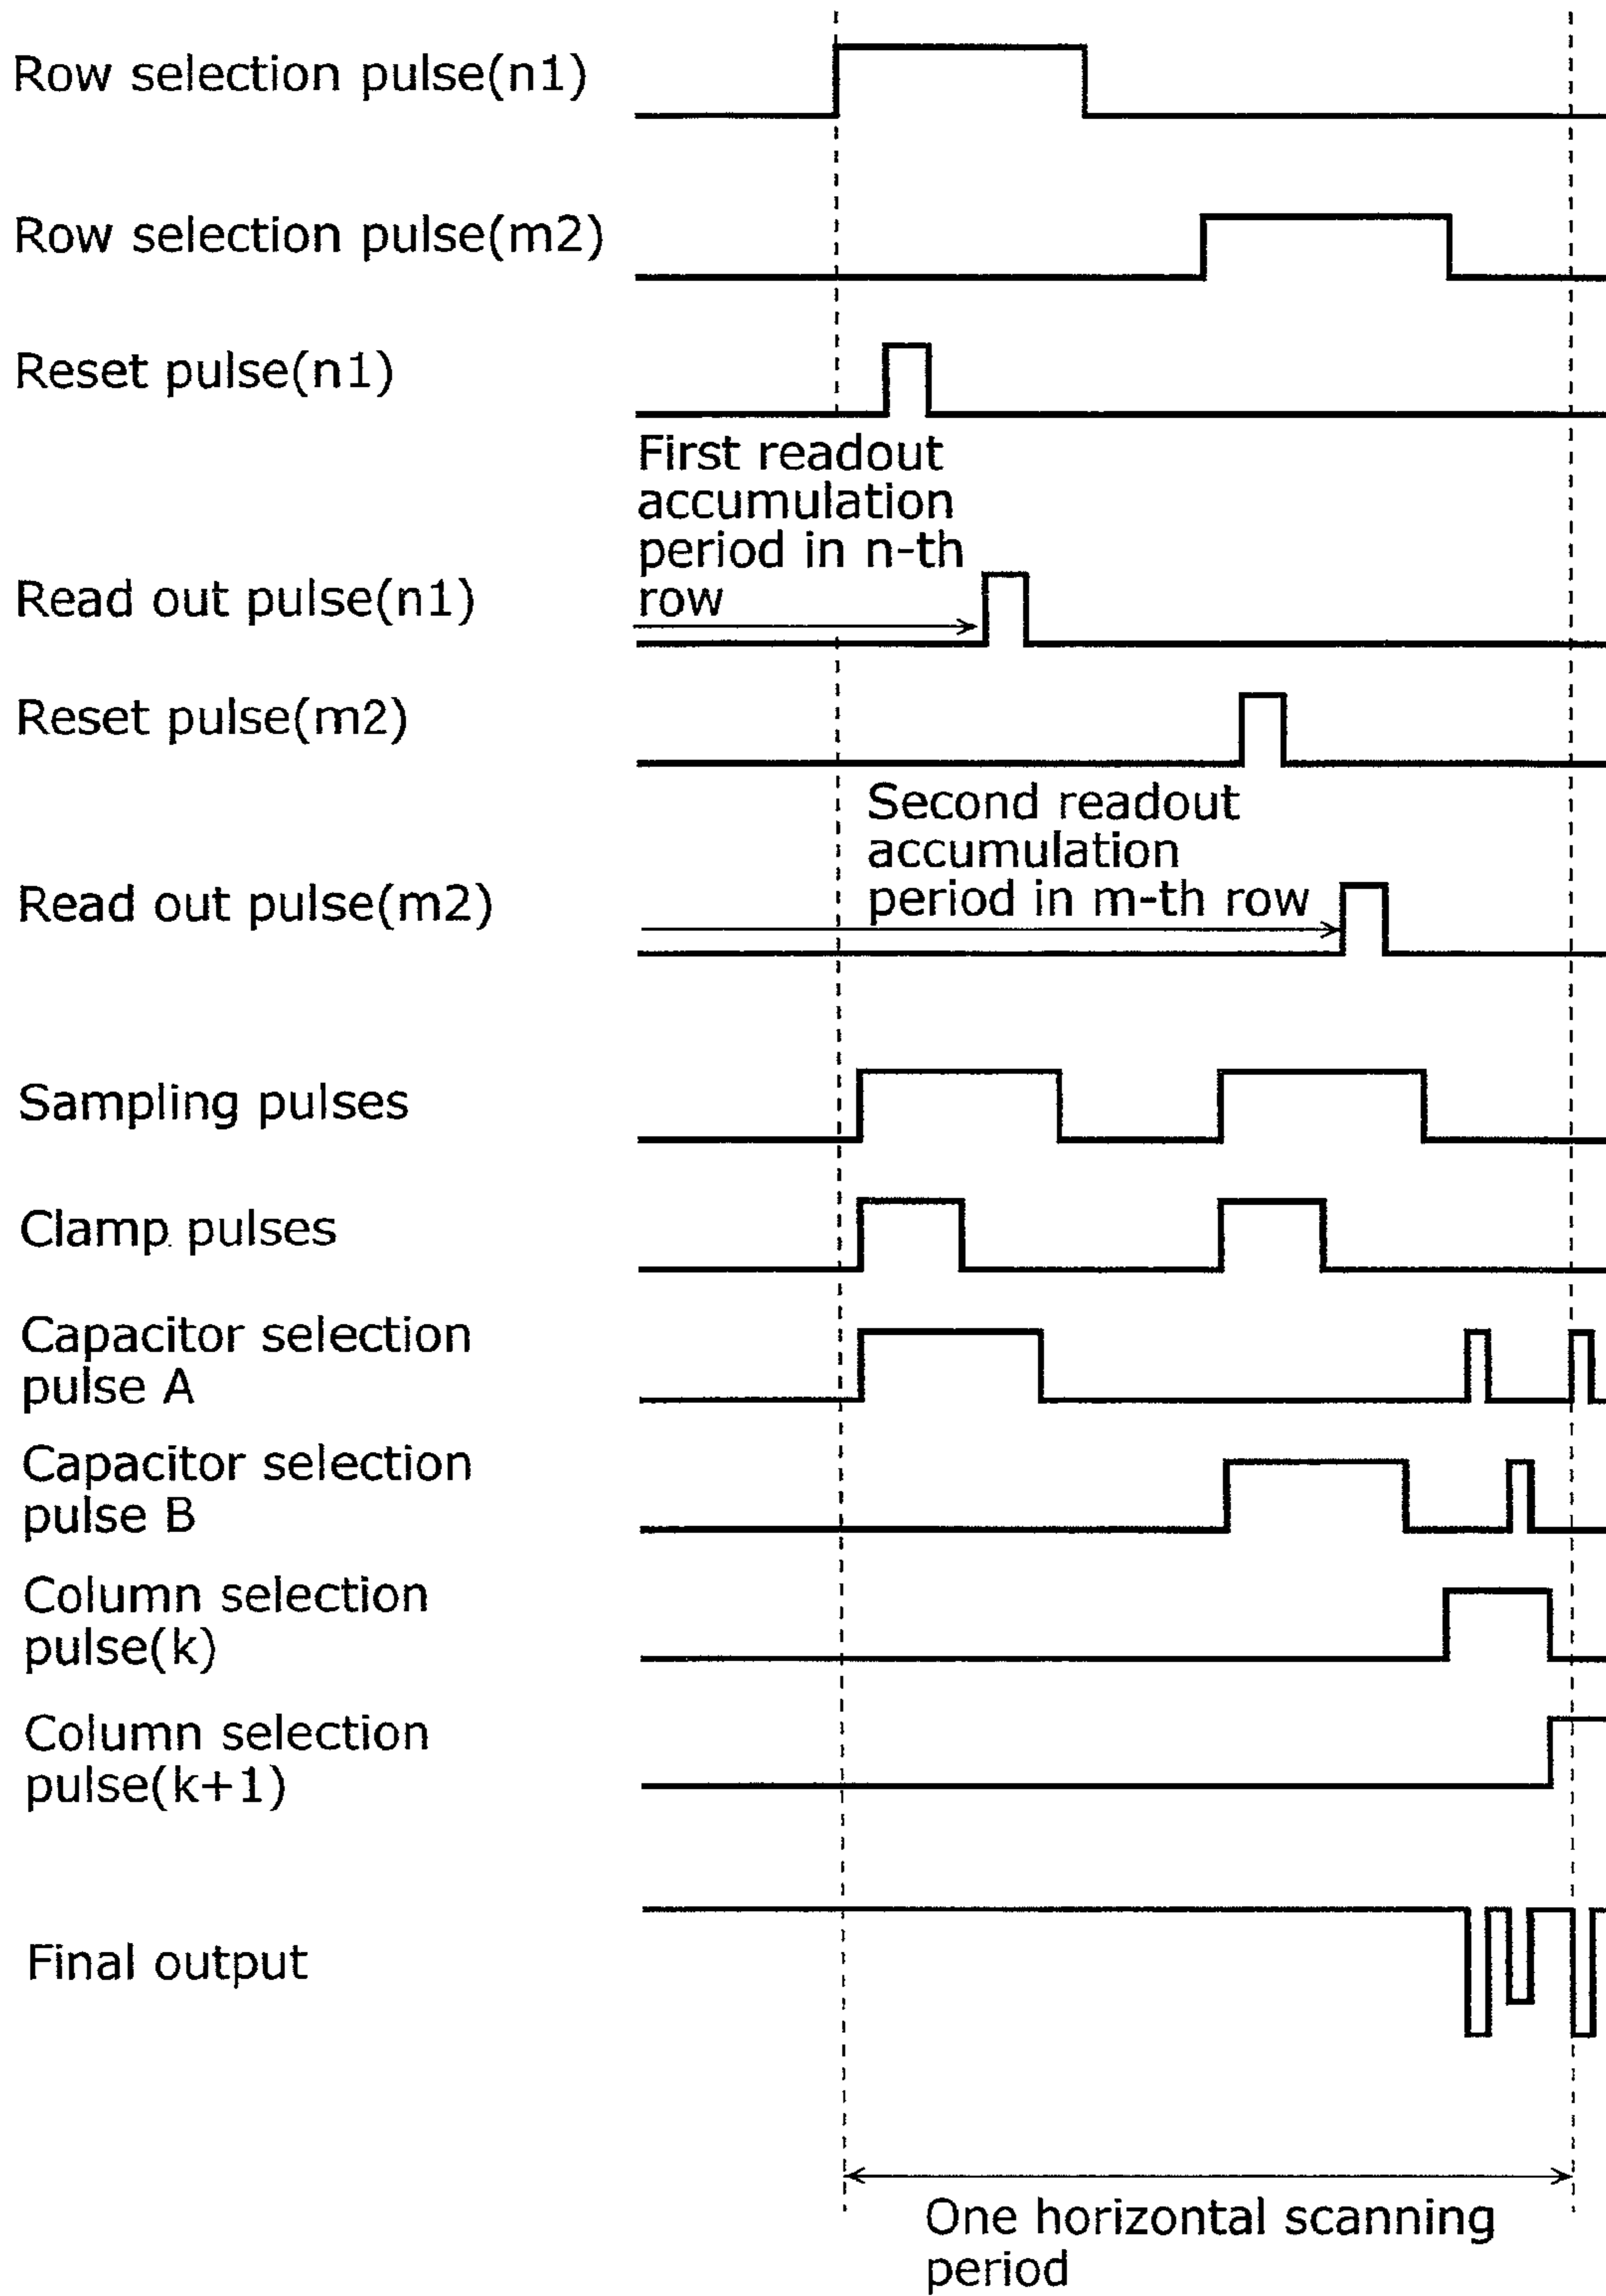 Row selection pulse(n1)
Row selection pulse(m2)
Reset pulse(n1)
First readout
accumulation
period in n-th
row
Read out pulse(n1)
Reset pulse(m2)
Second readout
accumulation
period in m-th row
Read out pulse(m2)
Sampling pulses
Clamp pulses
Capacitor selection
pulse A
Capacitor selection
pulse B
Column selection
pulse(k)
Column selection
pulse(k+1)
Final output
One horizontal scanning
period